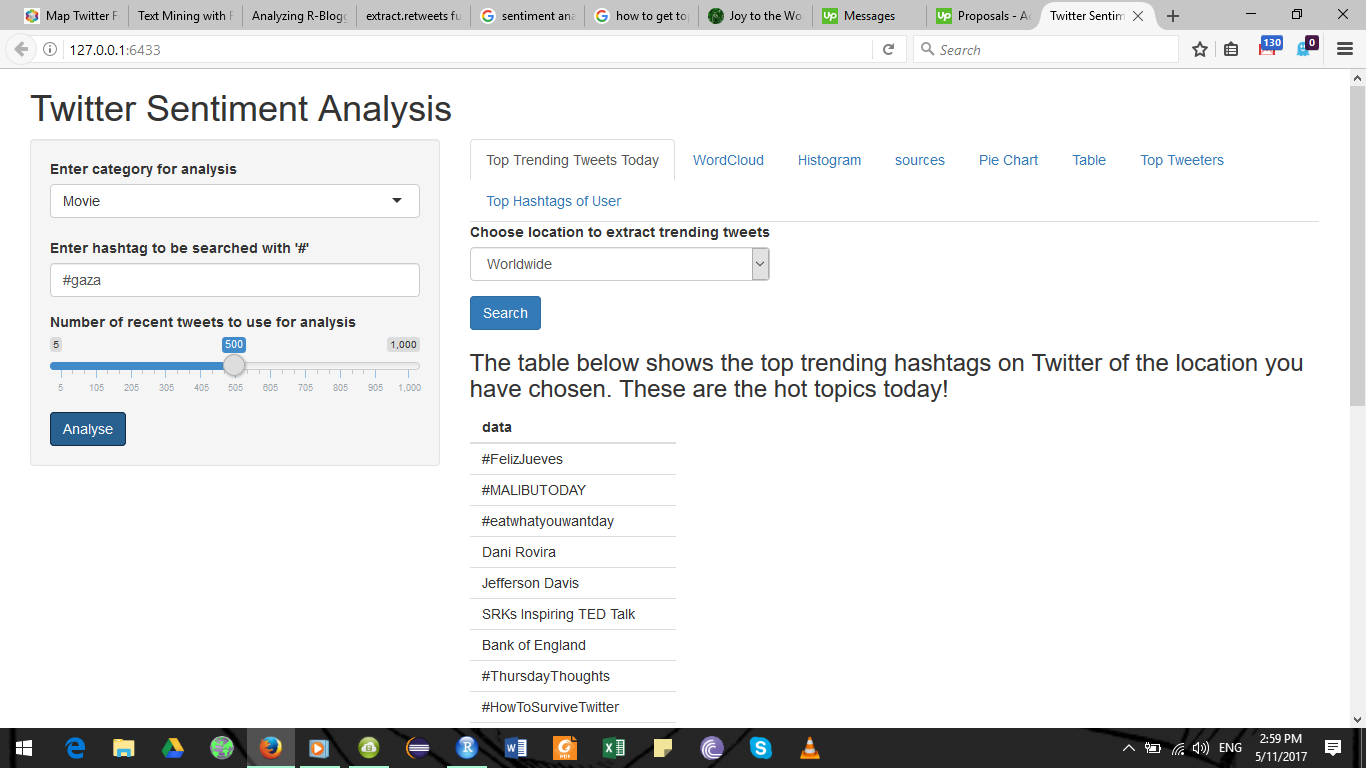 Map Twitter F
Text Mining with R
Analyzing R-Blogg
extract.retweets fu
sentiment ana
how to get to
Joy to the Wo
Messages
Proposals - Ac
Twitter Sentim
127.0.0.1:6433
Search
130
0
Twitter Sentiment Analysis
Enter category for analysis
Movie
Enter hashtag to be searched with '#'
#gaza
Number of recent tweets to use for analysis
5 500 1,000
5 105 205 305 405 505 605 705 805 905 1,000
Analyse
Top Trending Tweets Today
WordCloud
Histogram
sources
Pie Chart
Table
Top Tweeters
Top Hashtags of User
Choose location to extract trending tweets
Worldwide
Search
The table below shows the top trending hashtags on Twitter of the location you
have chosen. These are the hot topics today!
data
#FelizJueves
#MALIBUTODAY
#eatwhatyouwantday
Dani Rovira
Jefferson Davis
SRKs Inspiring TED Talk
Bank of England
#ThursdayThoughts
#HowToSurviveTwitter
ENG
2:59 PM
5/11/2017